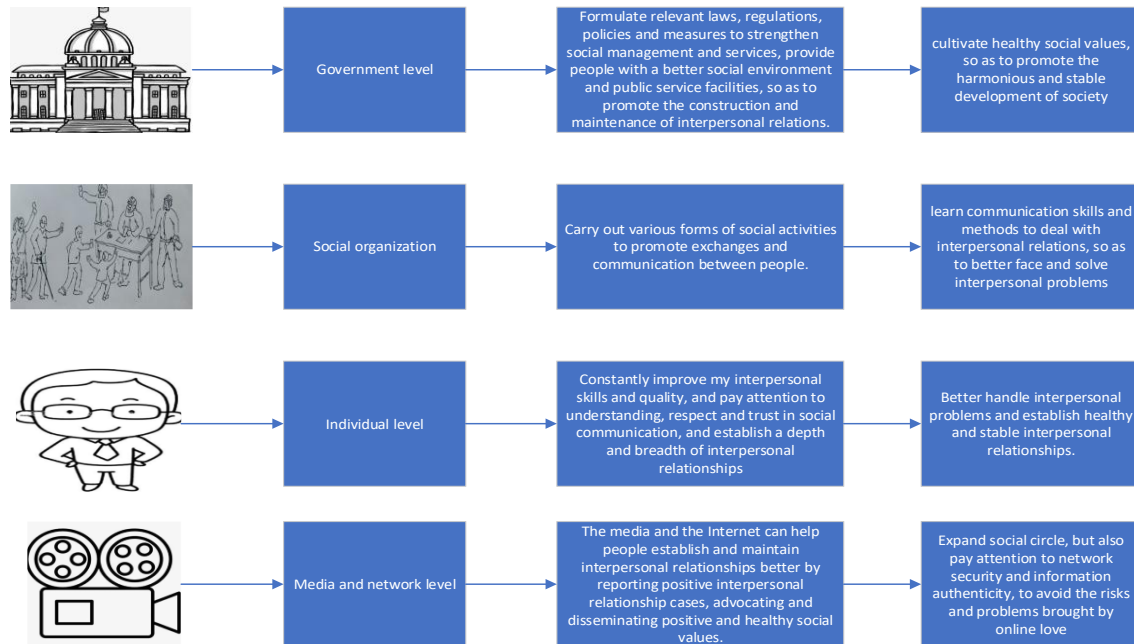 Government level
Formulate relevant laws, regulations,
policies and measures to strengthen
social management and services, provide
people with a better social environment
and public service facilities, so as to
promote the construction and
maintenance of interpersonal relations.
cultivate healthy social values,
so as to promote the
harmonious and stable
development of society
Social organization
Carry out various forms of social activities
to promote exchanges and
communication between people.
learn communication skills and
methods to deal with
interpersonal relations, so as
to better face and solve
interpersonal problems
Individual level
Constantly improve my interpersonal
skills and quality, and pay attention to
understanding, respect and trust in social
communication, and establish a depth
and breadth of interpersonal
relationships
Better handle interpersonal
problems and establish healthy
and stable interpersonal
relationships.
Media and network level
The media and the Internet can help
people establish and maintain
interpersonal relationships better by
reporting positive interpersonal
relationship cases, advocating and
disseminating positive and healthy social
values.
Expand social circle, but also
pay attention to network
security and information
authenticity, to avoid the risks
and problems brought by
online love